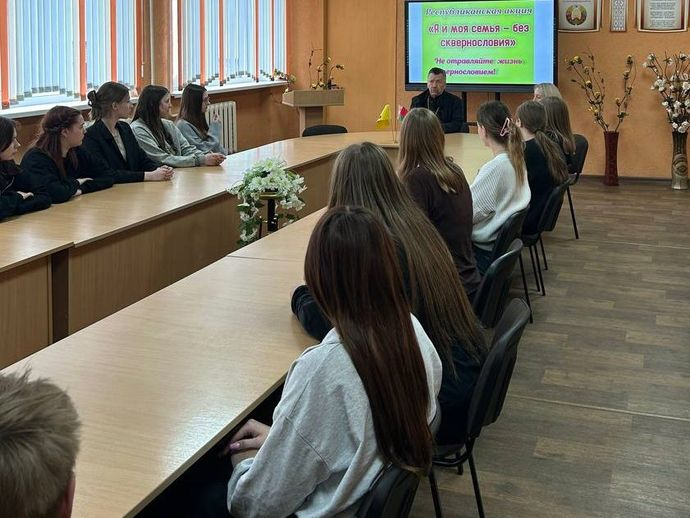 Республиканская акция
«Я и моя семья – без
сквернословия»
"Не отравляйте жизнь
сквернословием!"